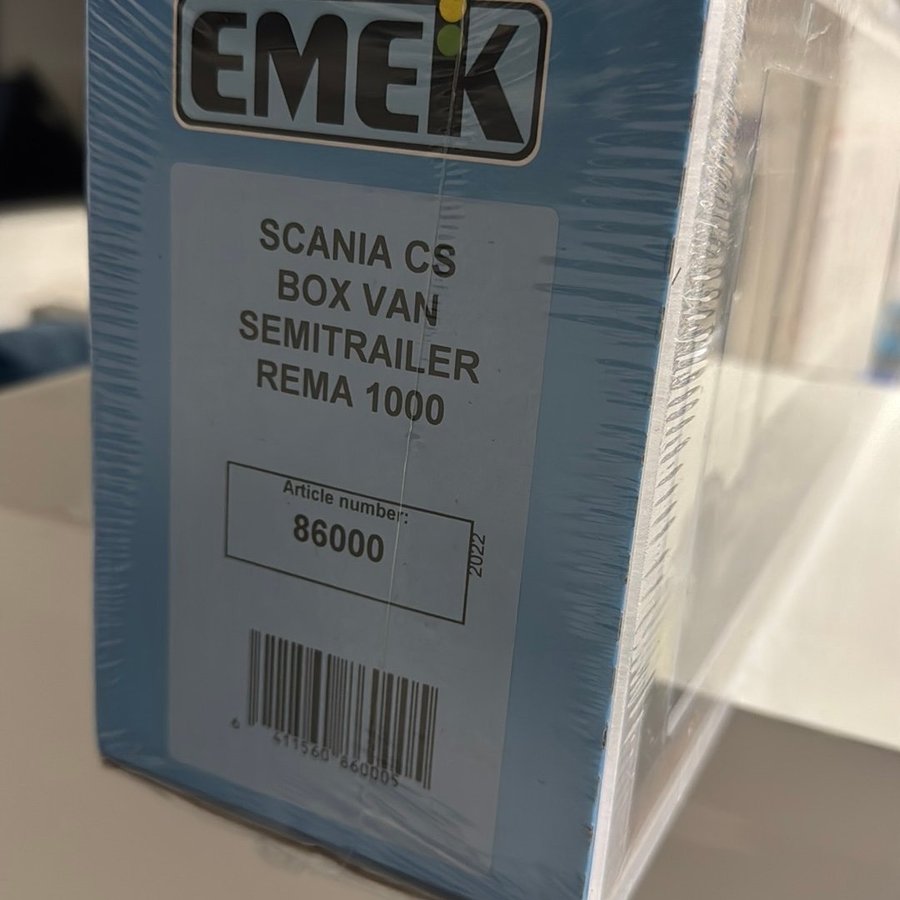 EMEK
SCANIA CS
BOX VAN
SEMITRAILER
REMA 1000
Article number:
86000
2022
6 411560 860005